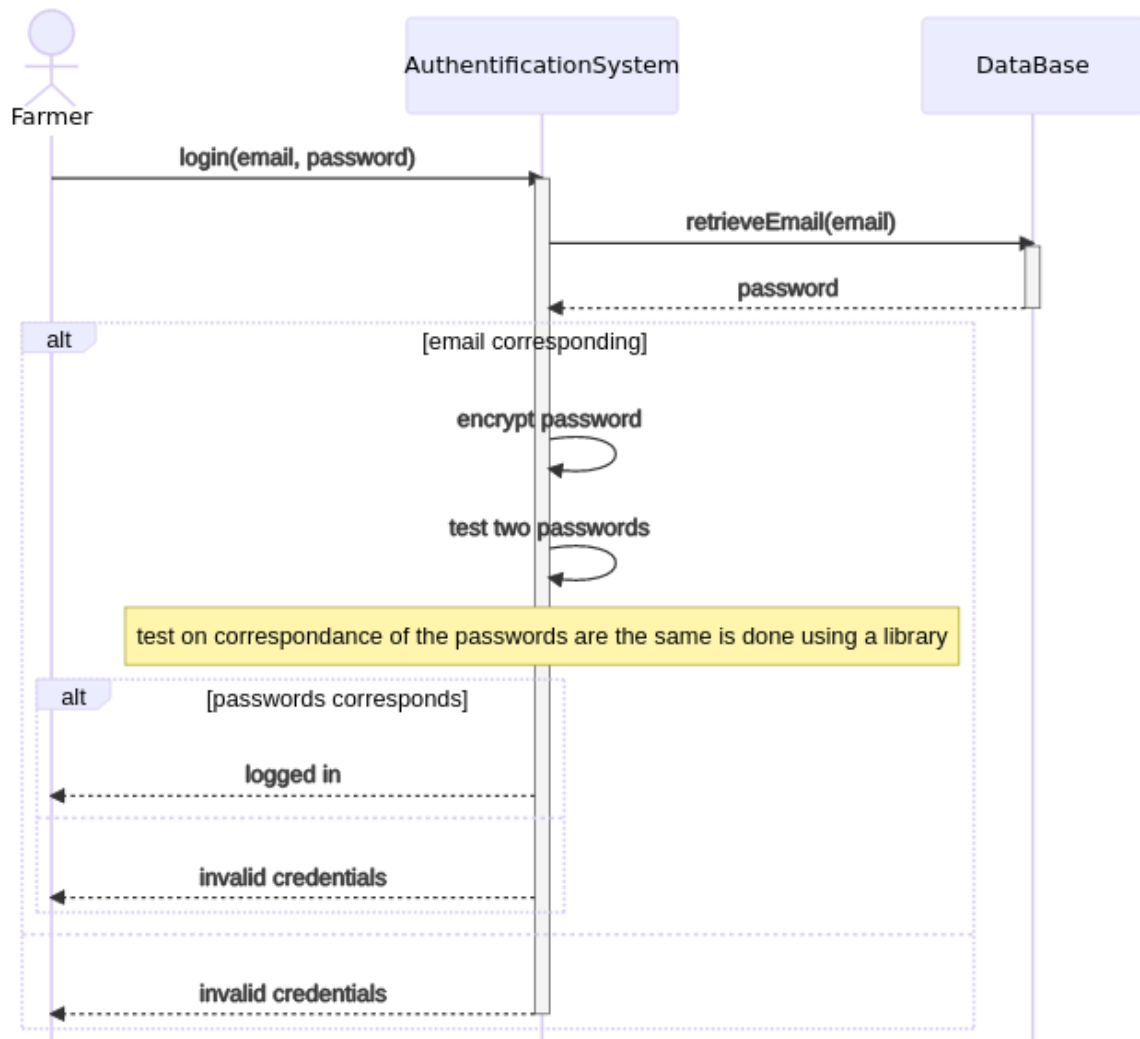 Farmer
AuthentificationSystem
DataBase
login(email, password)
retrieveEmail(email)
password
alt
[email corresponding]
encrypt password
test two passwords
test on correspondance of the passwords are the same is done using a library
alt
[passwords corresponds]
logged in
invalid credentials
invalid credentials